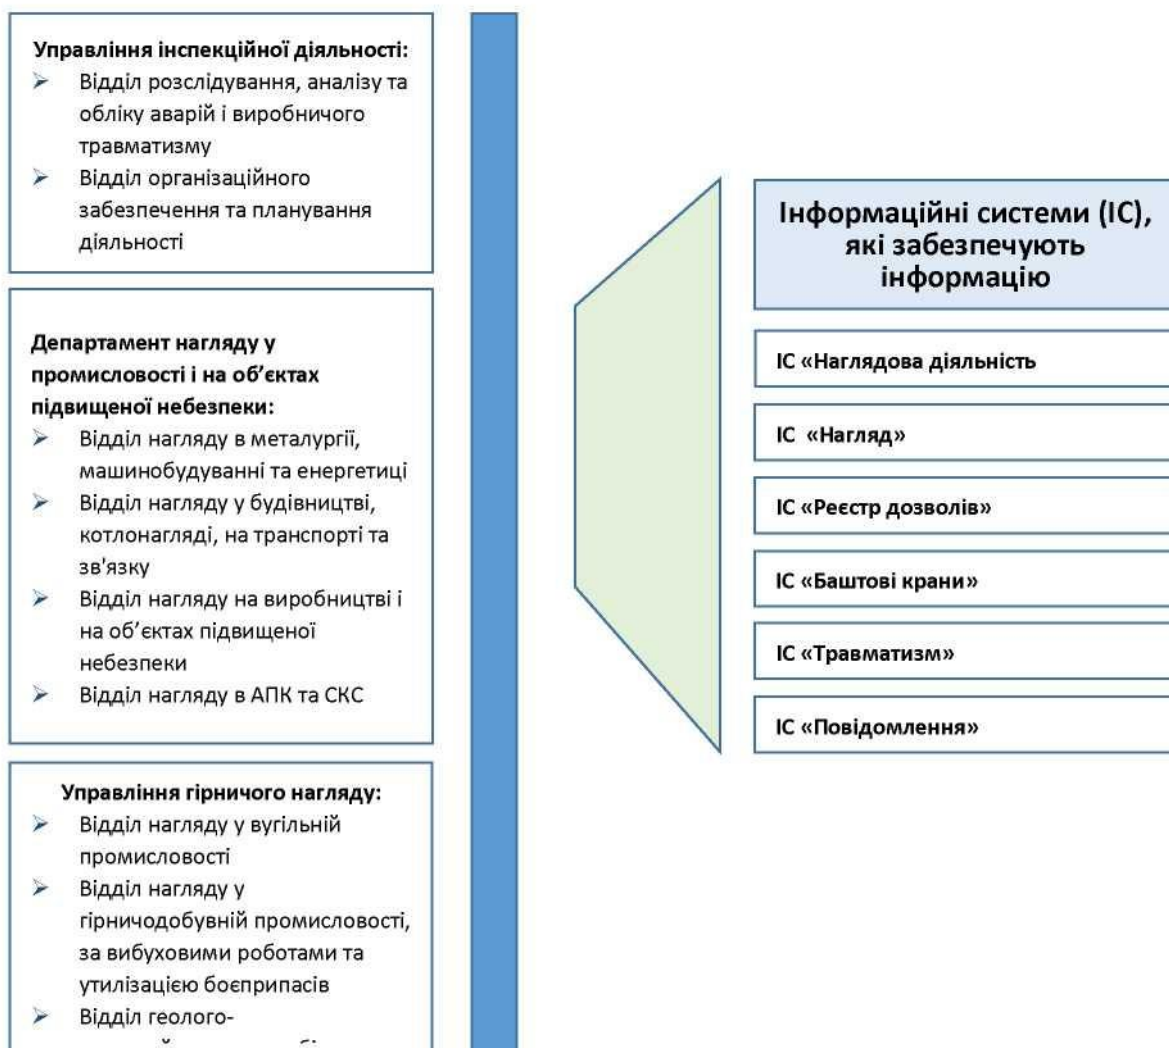 Управління інспекційної діяльності:
➢ Відділ розслідування, аналізу та
обліку аварій і виробничого
травматизму
➢ Відділ організаційного
забезпечення та планування
діяльності
Департамент нагляду у
промисловості і на об’єктах
підвищеної небезпеки:
➢ Відділ нагляду в металургії,
машинобудуванні та енергетиці
➢ Відділ нагляду у будівництві,
котлонагляді, на транспорті та
зв'язку
➢ Відділ нагляду на виробництві і
на об’єктах підвищеної
небезпеки
➢ Відділ нагляду в АПК та СКС
Управління гірничого нагляду:
➢ Відділ нагляду у вугільній
промисловості
➢ Відділ нагляду у
гірничодобувній промисловості,
за вибуховими роботами та
утилізацією боєприпасів
➢ Відділ геолого-
Інформаційні системи (ІС),
які забезпечують
інформацію
ІС «Наглядова діяльність
ІС «Нагляд»
ІС «Реєстр дозволів»
ІС «Баштові крани»
ІС «Травматизм»
ІС «Повідомлення»